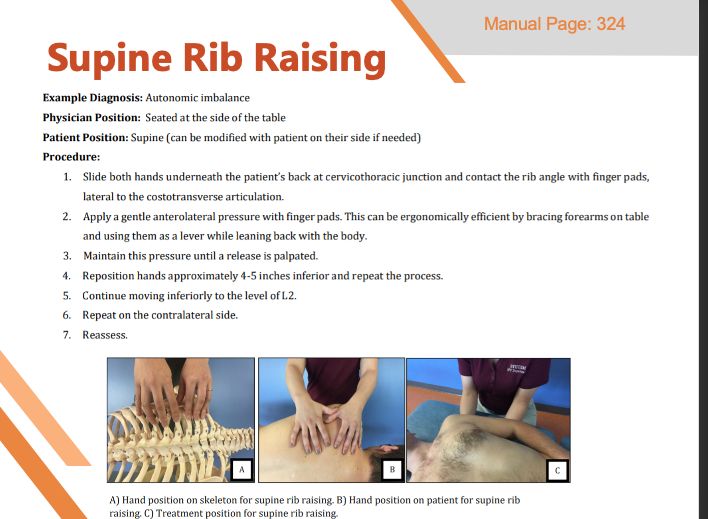 Manual Page: 324
Supine Rib Raising
Example Diagnosis: Autonomic imbalance
Physician Position: Seated at the side of the table
Patient Position: Supine (can be modified with patient on their side if needed)
Procedure:
1. Slide both hands underneath the patient's back at cervicothoracic junction and contact the rib angle with finger pads,
lateral to the costotransverse articulation.
2. Apply a gentle anterolateral pressure with finger pads. This can be ergonomically efficient by bracing forearms on table
and using them as a lever while leaning back with the body.
3. Maintain this pressure until a release is palpated.
4. Reposition hands approximately 4-5 inches inferior and repeat the process.
5. Continue moving inferiorly to the level of L2.
6. Repeat on the contralateral side.
7. Reassess.
A
B
C
A) Hand position on skeleton for supine rib raising. B) Hand position on patient for supine rib
raising. C) Treatment position for supine rib raising.